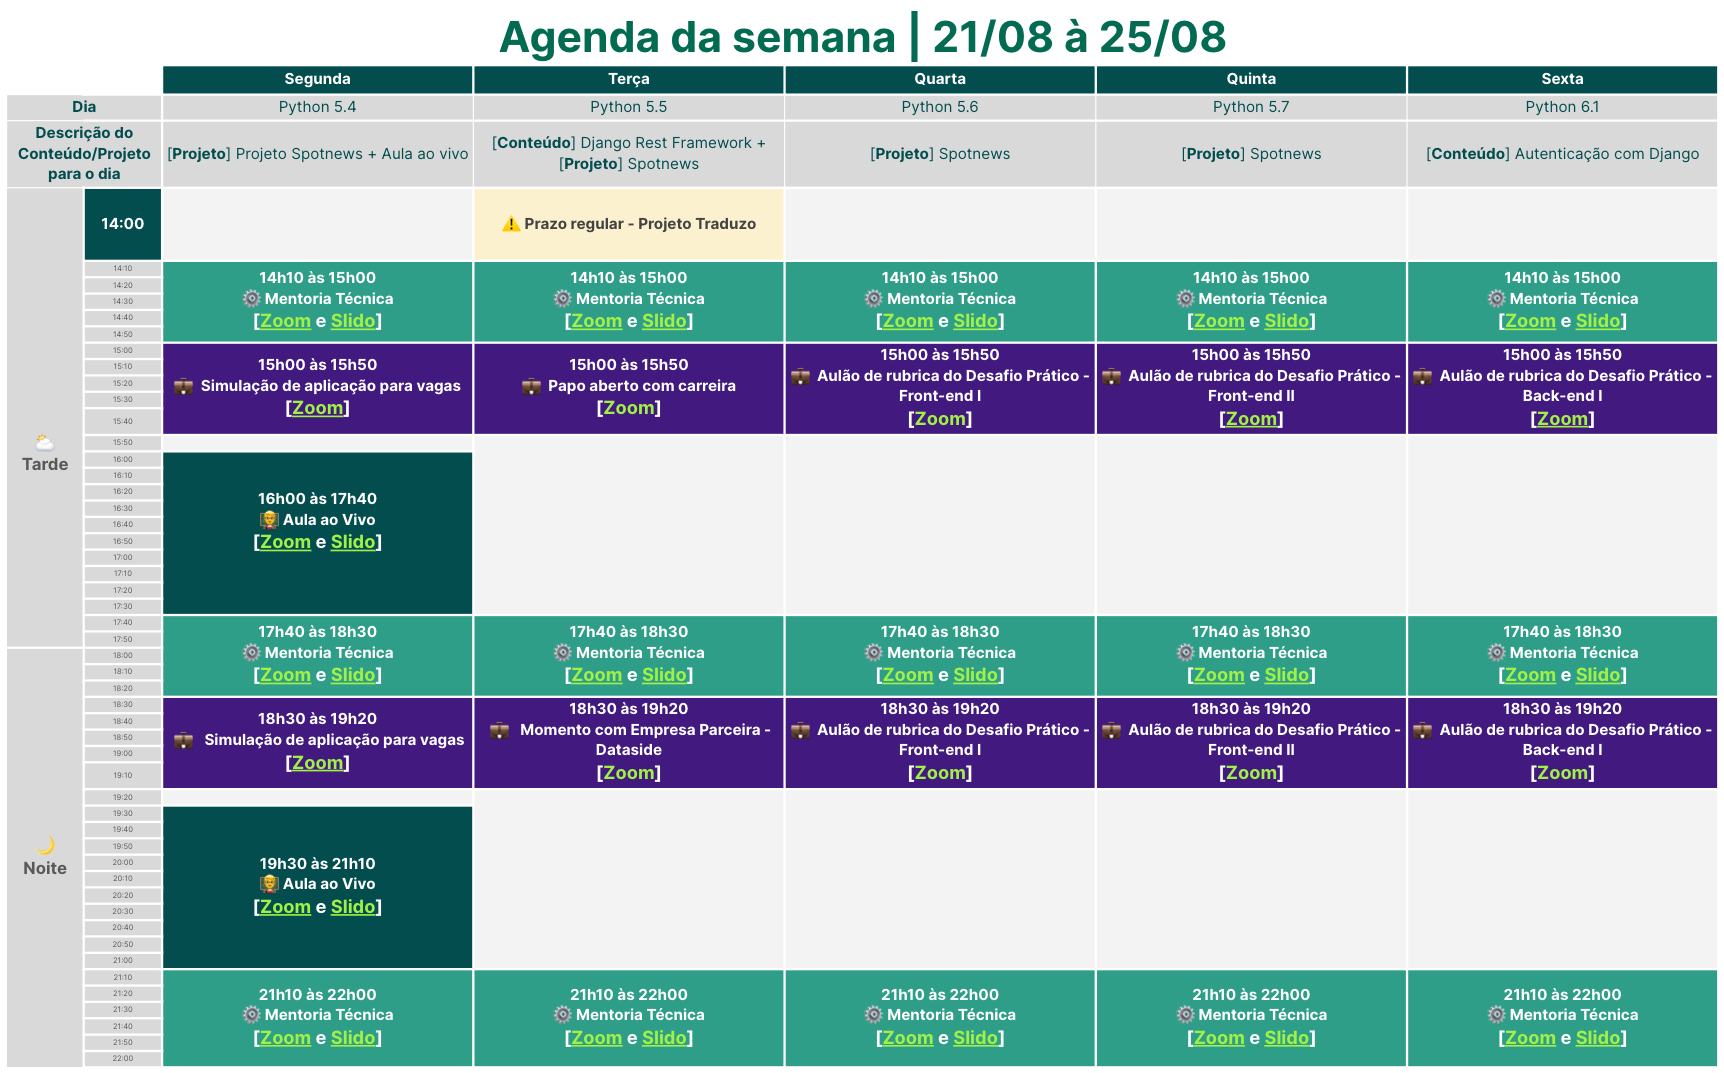 Agenda da semana | 21/08 à 25/08
Segunda
Terça
Quarta
Quinta
Sexta
Dia
Python 5.4
Python 5.5
Python 5.6
Python 5.7
Python 6.1
Descrição do
Conteúdo/Projeto
para o dia
[Projeto] Projeto Spotnews + Aula ao vivo
[Conteúdo] Django Rest Framework +
[Projeto] Spotnews
[Projeto] Spotnews
[Projeto] Spotnews
[Conteúdo] Autenticação com Django
Tarde
14:00
⚠️ Prazo regular - Projeto Traduzo
14:10
14:20
14:30
14:40
14:50
14h10 às 15h00
Mentoria Técnica
[Zoom e Slido]
14h10 às 15h00
Mentoria Técnica
[Zoom e Slido]
14h10 às 15h00
Mentoria Técnica
[Zoom e Slido]
14h10 às 15h00
Mentoria Técnica
[Zoom e Slido]
14h10 às 15h00
Mentoria Técnica
[Zoom e Slido]
15:00
15:10
15:20
15:30
15:40
15h00 às 15h50
Simulação de aplicação para vagas
[Zoom]
15h00 às 15h50
Papo aberto com carreira
[Zoom]
15h00 às 15h50
Aulão de rubrica do Desafio Prático -
Front-end I
[Zoom]
15h00 às 15h50
Aulão de rubrica do Desafio Prático -
Front-end II
[Zoom]
15h00 às 15h50
Aulão de rubrica do Desafio Prático -
Back-end I
[Zoom]
15:50
16:00
16:10
16:20
16:30
16:40
16:50
17:00
17:10
17:20
17:30
16h00 às 17h40
Aula ao Vivo
[Zoom e Slido]
17:40
17:50
Noite
18:00
18:10
18:20
17h40 às 18h30
Mentoria Técnica
[Zoom e Slido]
17h40 às 18h30
Mentoria Técnica
[Zoom e Slido]
17h40 às 18h30
Mentoria Técnica
[Zoom e Slido]
17h40 às 18h30
Mentoria Técnica
[Zoom e Slido]
17h40 às 18h30
Mentoria Técnica
[Zoom e Slido]
18:30
18:40
18:50
19:00
19:10
18h30 às 19h20
Simulação de aplicação para vagas
[Zoom]
18h30 às 19h20
Momento com Empresa Parceira -
Dataside
[Zoom]
18h30 às 19h20
Aulão de rubrica do Desafio Prático -
Front-end I
[Zoom]
18h30 às 19h20
Aulão de rubrica do Desafio Prático -
Front-end II
[Zoom]
18h30 às 19h20
Aulão de rubrica do Desafio Prático -
Back-end I
[Zoom]
19:20
19:30
19:40
19:50
20:00
20:10
20:20
20:30
20:40
20:50
21:00
19h30 às 21h10
Aula ao Vivo
[Zoom e Slido]
21:10
21:20
21:30
21:40
21:50
22:00
21h10 às 22h00
Mentoria Técnica
[Zoom e Slido]
21h10 às 22h00
Mentoria Técnica
[Zoom e Slido]
21h10 às 22h00
Mentoria Técnica
[Zoom e Slido]
21h10 às 22h00
Mentoria Técnica
[Zoom e Slido]
21h10 às 22h00
Mentoria Técnica
[Zoom e Slido]